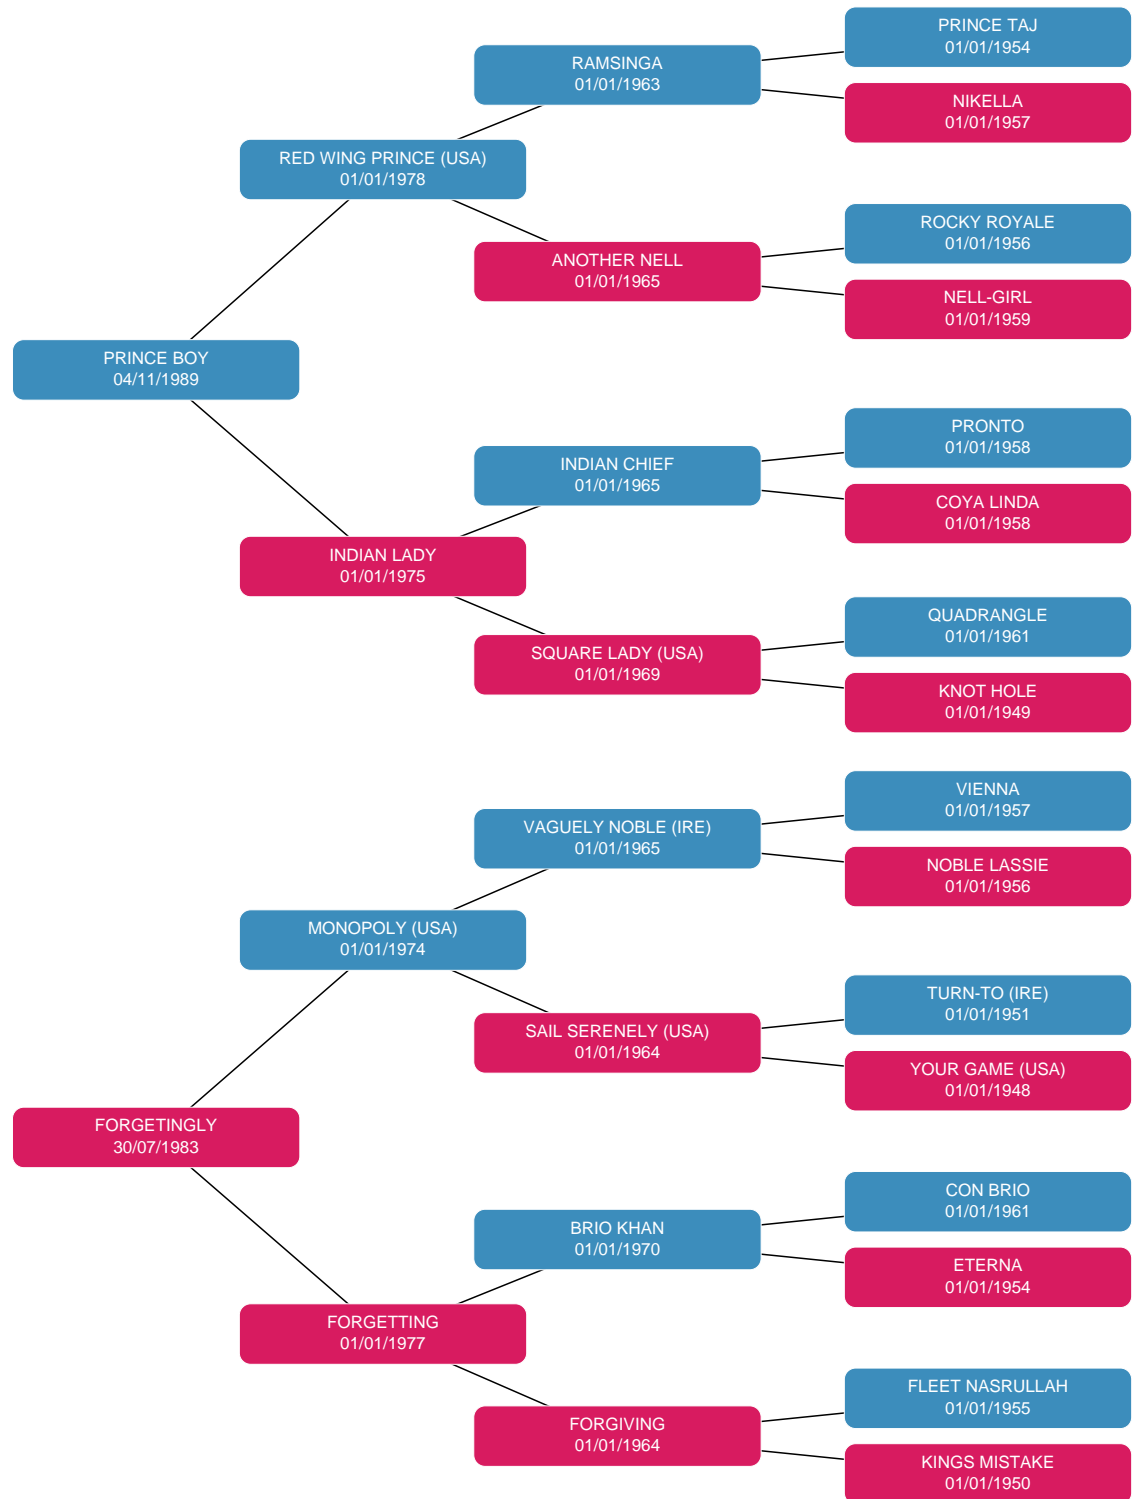 PRINCE TAJ
01/01/1954
RAMSINGA
01/01/1963
NIKELLA
01/01/1957
RED WING PRINCE (USA)
01/01/1978
ROCKY ROYALE
01/01/1956
ANOTHER NELL
01/01/1965
NELL-GIRL
01/01/1959
PRINCE BOY
04/11/1989
PRONTO
01/01/1958
INDIAN CHIEF
01/01/1965
COYA LINDA
01/01/1958
INDIAN LADY
01/01/1975
QUADRANGLE
01/01/1961
SQUARE LADY (USA)
01/01/1969
KNOT HOLE
01/01/1949
VIENNA
01/01/1957
VAGUELY NOBLE (IRE)
01/01/1965
NOBLE LASSIE
01/01/1956
MONOPOLY (USA)
01/01/1974
TURN-TO (IRE)
01/01/1951
SAIL SERENELY (USA)
01/01/1964
YOUR GAME (USA)
01/01/1948
FORGETINGLY
30/07/1983
CON BRIO
01/01/1961
BRIO KHAN
01/01/1970
ETERNA
01/01/1954
FORGETTING
01/01/1977
FLEET NASRULLAH
01/01/1955
FORGIVING
01/01/1964
KINGS MISTAKE
01/01/1950